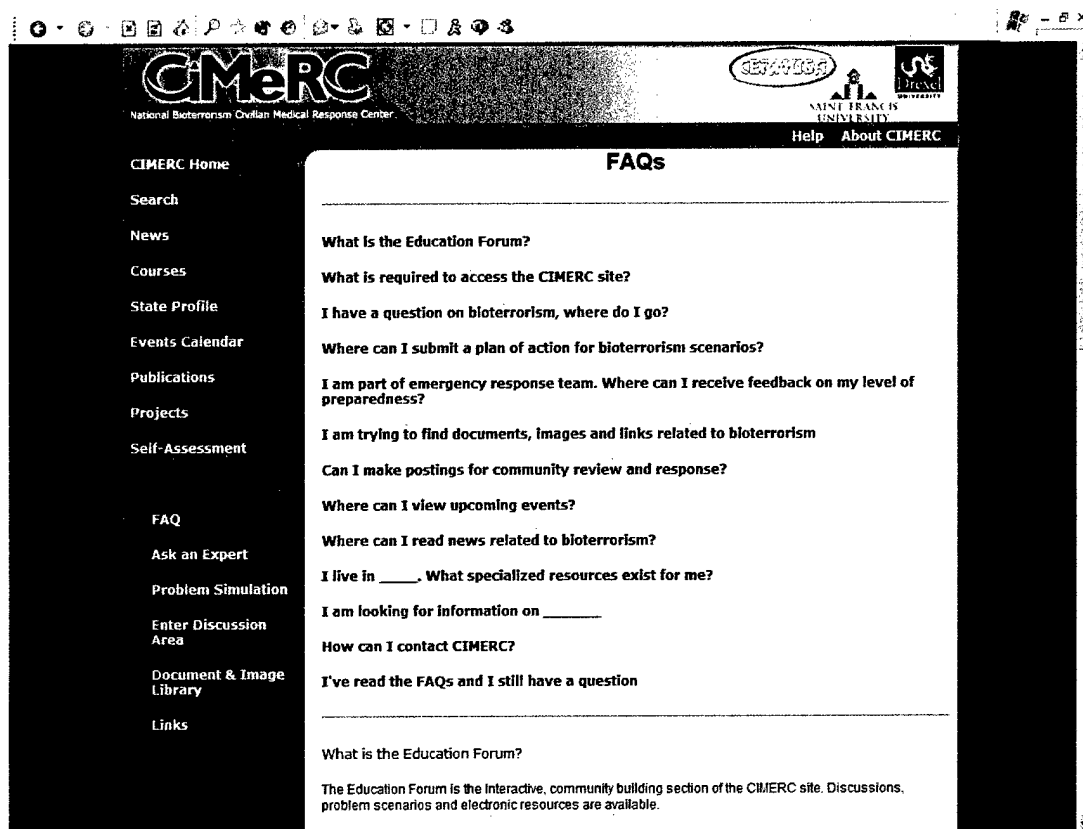 CiMeRC
National Bioterrorism Civilian Medical Response Center
Drexel
UNIVERSITY
SAINT FRANCIS
UNIVERSITY
Help About CIMERC
CIMERC Home
Search
News
Courses
State Profile
Events Calendar
Publications
Projects
Self-Assessment
FAQ
Ask an Expert
Problem Simulation
Enter Discussion
Area
Document & Image
Library
Links
FAQs
What is the Education Forum?
What is required to access the CIMERC site?
I have a question on bioterrorism, where do I go?
Where can I submit a plan of action for bioterrorism scenarios?
I am part of emergency response team. Where can I receive feedback on my level of
preparedness?
I am trying to find documents, images and links related to bioterrorism
Can I make postings for community review and response?
Where can I view upcoming events?
Where can I read news related to bioterrorism?
I live in _____. What specialized resources exist for me?
I am looking for information on _______
How can I contact CIMERC?
I've read the FAQs and I still have a question
What is the Education Forum?
The Education Forum is the Interactive, community building section of the CIMERC site. Discussions,
problem scenarios and electronic resources are available.